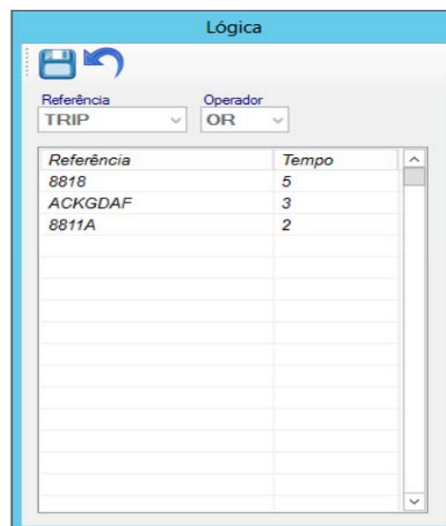 Lógica
Referência Operador
TRIP OR
Referência Tempo
8818 5
ACKGDAF 3
8811A 2